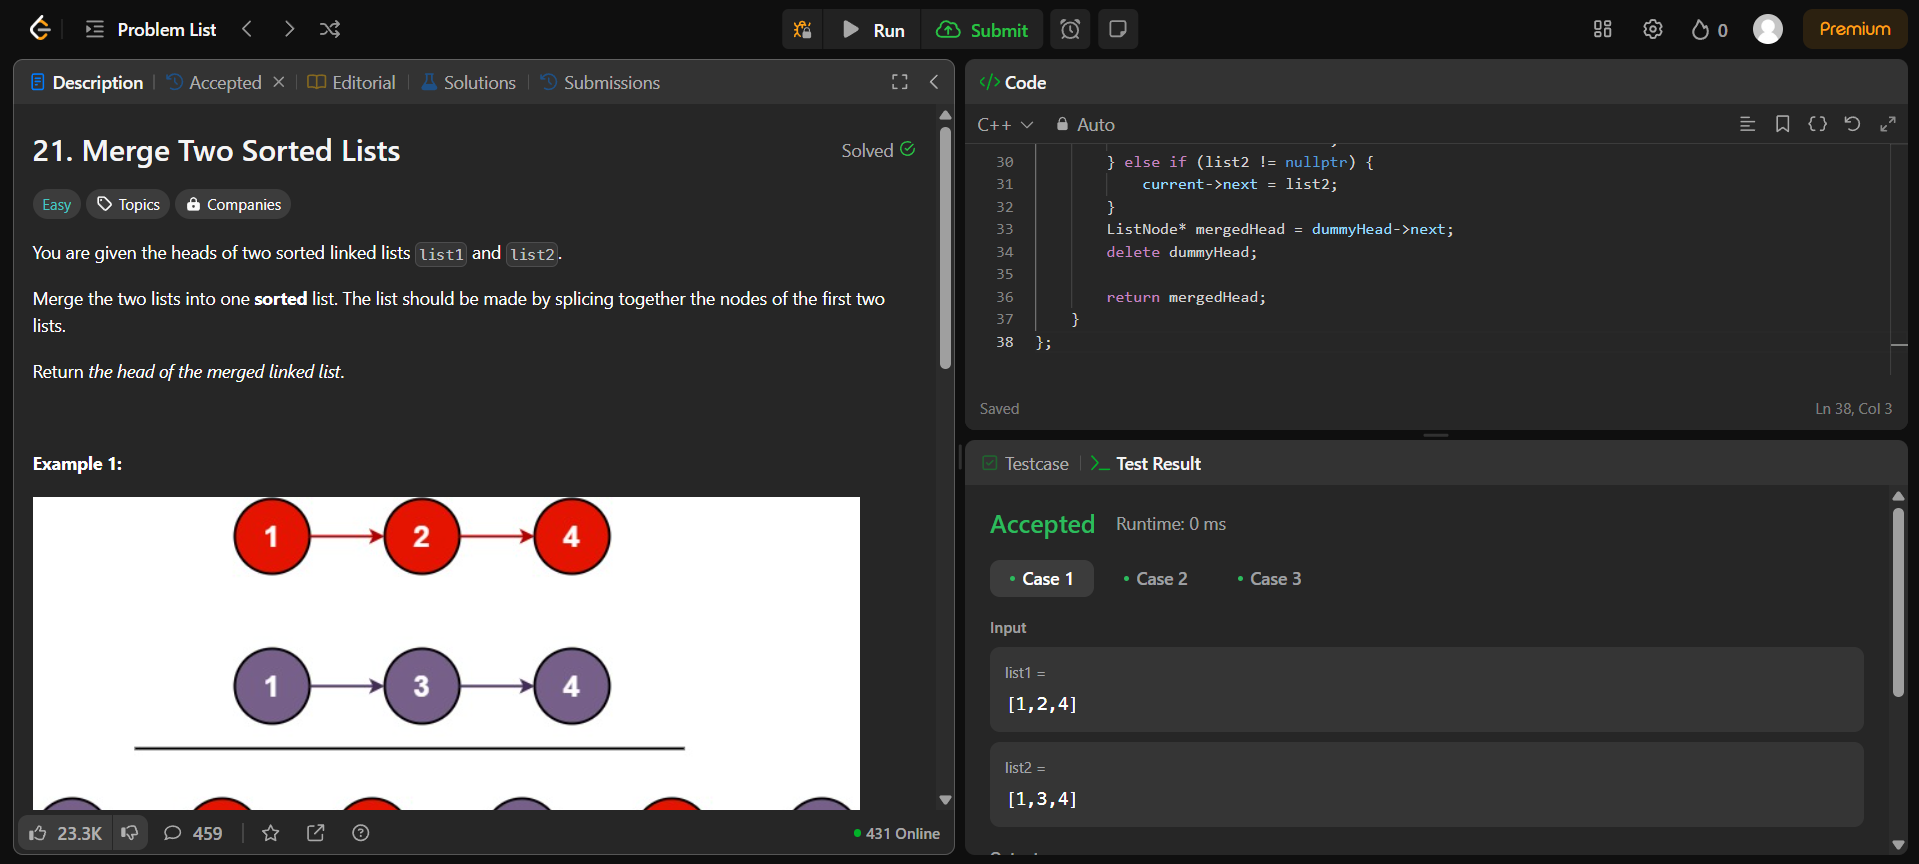 Problem List
Run
Submit
0
Premium
Description
Accepted
Editorial
Solutions
Submissions
21. Merge Two Sorted Lists
Solved
Easy
Topics
Companies
You are given the heads of two sorted linked lists list1 and list2.
Merge the two lists into one sorted list. The list should be made by splicing together the nodes of the first two
lists.
Return the head of the merged linked list.
Example 1:
1 2 4
1 3 4
23.3K
459
431 Online
</> Code
C++
Auto
30 } else if (list2 != nullptr) {
31 current->next = list2;
32 }
33 ListNode* mergedHead = dummyHead->next;
34 delete dummyHead;
35
36 return mergedHead;
37 }
38 };
Saved
Ln 38, Col 3
Testcase
Test Result
Accepted
Runtime: 0 ms
Case 1
Case 2
Case 3
Input
list1 =
[1,2,4]
list2 =
[1,3,4]